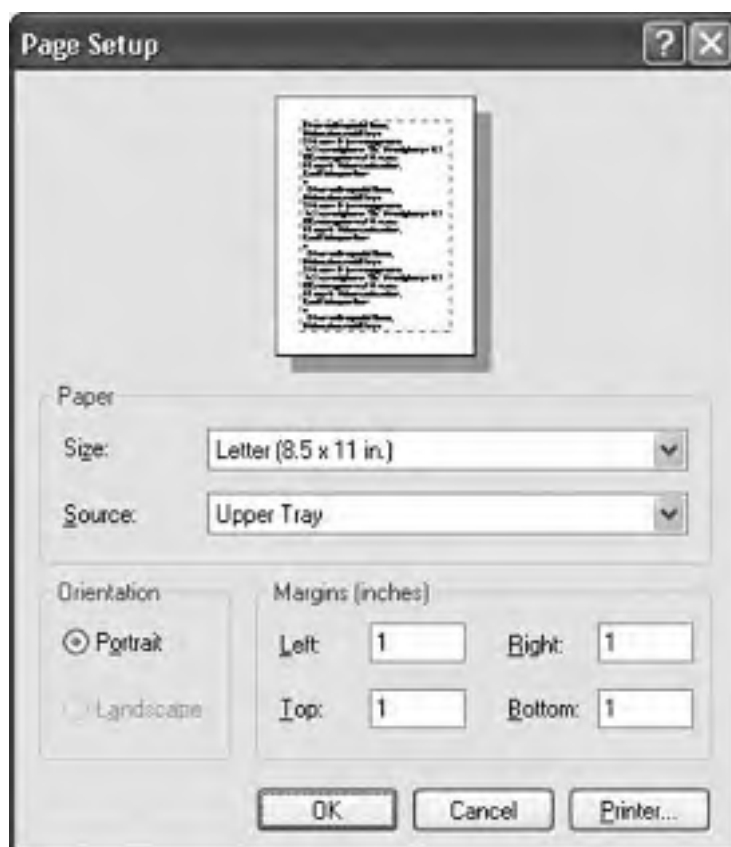 Page Setup
Paper
Size: Letter (8.5 x 11 in.)
Source: Upper Tray
Orientation
Portrait
Landscape
Margins (inches)
Left: 1 Right: 1
Top: 1 Bottom: 1
OK Cancel Printer...